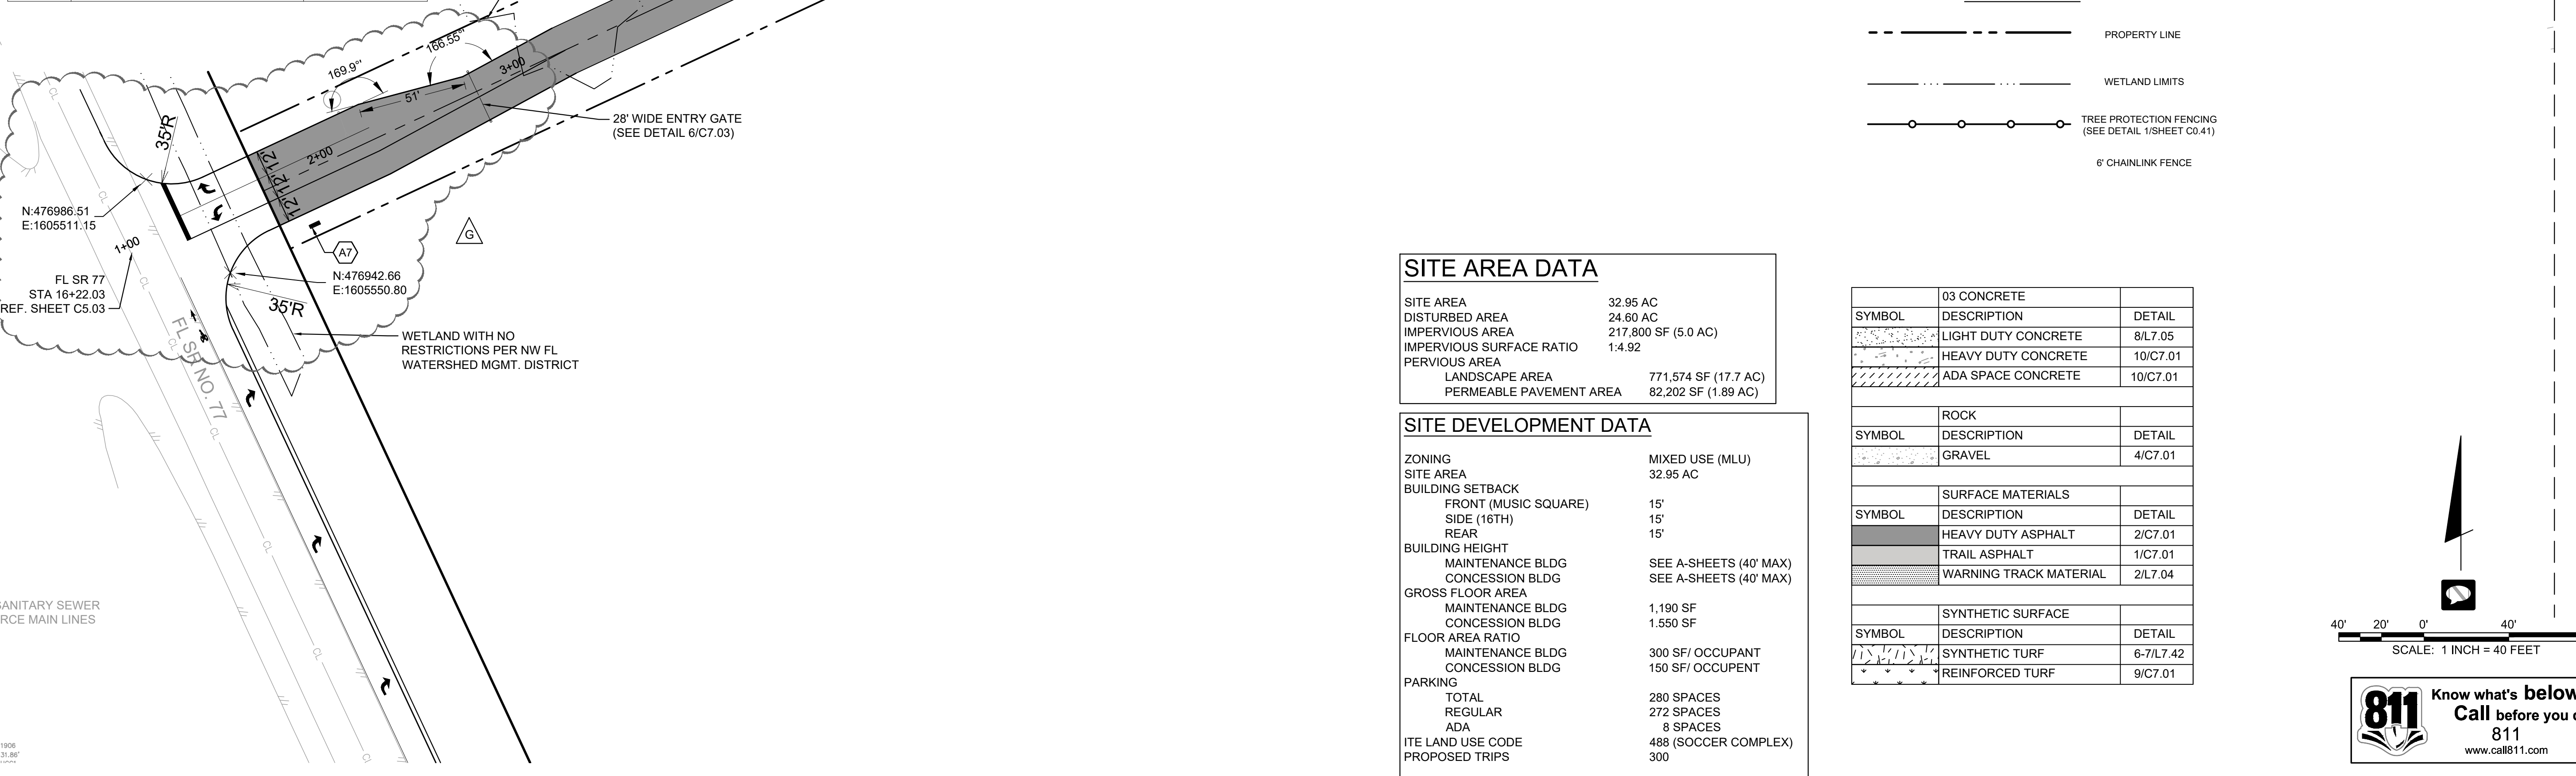 166.55°
169.9°
51'
3+00
28' WIDE ENTRY GATE
(SEE DETAIL 6/C7.03)
35'R
2+00
12'
12'
12'
N:476986.51
E:1605511.15
1+00
G
A7
FL SR 77
STA 16+22.03
REF. SHEET C5.03
N:476942.66
E:1605550.80
35'R
WETLAND WITH NO
RESTRICTIONS PER NW FL
WATERSHED MGMT. DISTRICT
FL SR NO. 77
CL
CL
CL
CL
CL
CL
CL
CL
SANITARY SEWER
RCE MAIN LINES
1906
31.86'
PROPERTY LINE
WETLAND LIMITS
TREE PROTECTION FENCING
(SEE DETAIL 1/SHEET C0.41)
6' CHAINLINK FENCE
SITE AREA DATA
SITE AREA 32.95 AC
DISTURBED AREA 24.60 AC
IMPERVIOUS AREA 217,800 SF (5.0 AC)
IMPERVIOUS SURFACE RATIO 1:4.92
PERVIOUS AREA
LANDSCAPE AREA 771,574 SF (17.7 AC)
PERMEABLE PAVEMENT AREA 82,202 SF (1.89 AC)
SITE DEVELOPMENT DATA
ZONING MIXED USE (MLU)
SITE AREA 32.95 AC
BUILDING SETBACK
FRONT (MUSIC SQUARE) 15'
SIDE (16TH) 15'
REAR 15'
BUILDING HEIGHT
MAINTENANCE BLDG SEE A-SHEETS (40' MAX)
CONCESSION BLDG SEE A-SHEETS (40' MAX)
GROSS FLOOR AREA
MAINTENANCE BLDG 1,190 SF
CONCESSION BLDG 1.550 SF
FLOOR AREA RATIO
MAINTENANCE BLDG 300 SF/ OCCUPANT
CONCESSION BLDG 150 SF/ OCCUPENT
PARKING
TOTAL 280 SPACES
REGULAR 272 SPACES
ADA 8 SPACES
ITE LAND USE CODE 488 (SOCCER COMPLEX)
PROPOSED TRIPS 300
03 CONCRETE
SYMBOL DESCRIPTION DETAIL
LIGHT DUTY CONCRETE 8/L7.05
HEAVY DUTY CONCRETE 10/C7.01
ADA SPACE CONCRETE 10/C7.01
ROCK
SYMBOL DESCRIPTION DETAIL
GRAVEL 4/C7.01
SURFACE MATERIALS
SYMBOL DESCRIPTION DETAIL
HEAVY DUTY ASPHALT 2/C7.01
TRAIL ASPHALT 1/C7.01
WARNING TRACK MATERIAL 2/L7.04
SYNTHETIC SURFACE
SYMBOL DESCRIPTION DETAIL
SYNTHETIC TURF 6-7/L7.42
REINFORCED TURF 9/C7.01
40' 20' 0' 40'
SCALE: 1 INCH = 40 FEET
811
Know what's below
Call before you d
811
www.call811.com